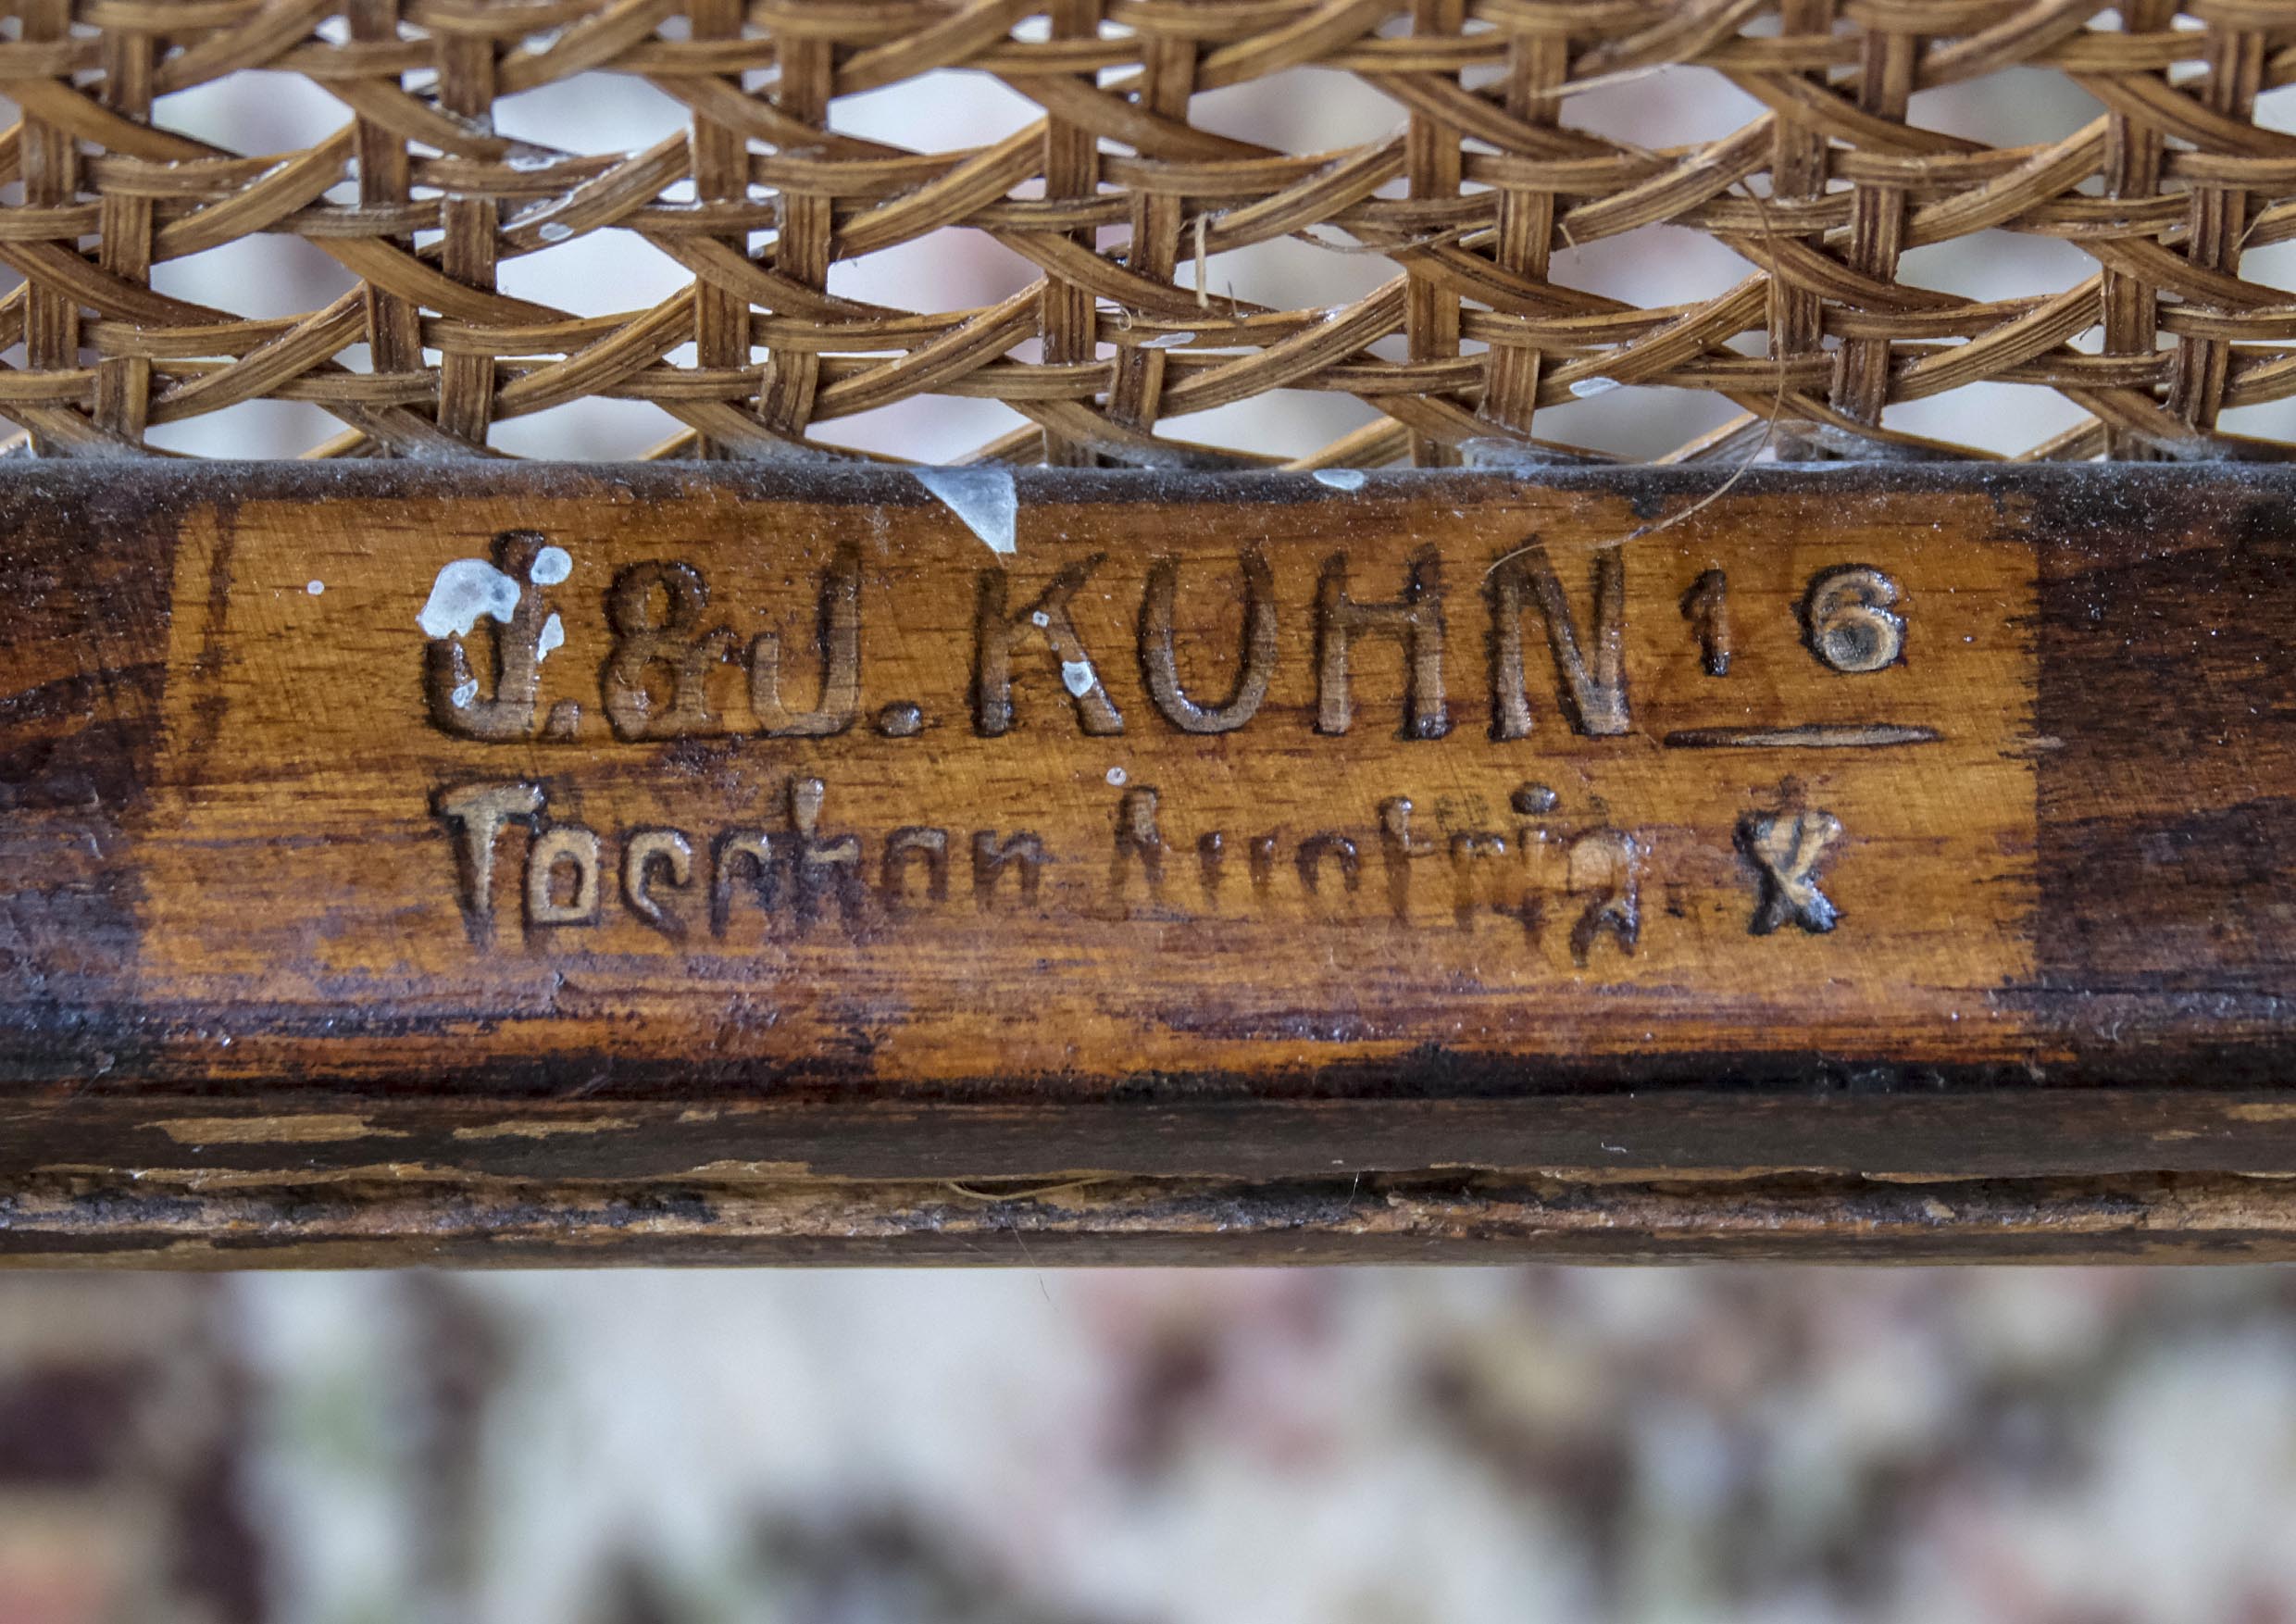 J.&J.KOHN 16
Teschen Austria X